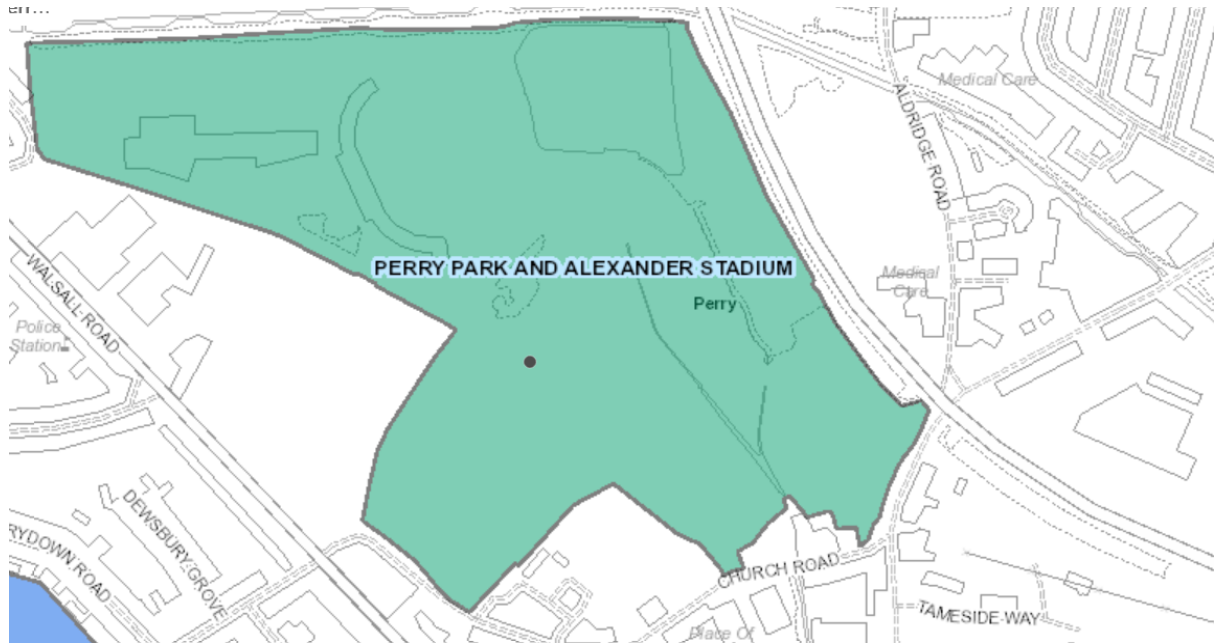 Medical Care
ALDRIDGE ROAD
PERRY PARK AND ALEXANDER STADIUM
WALSALL ROAD
Medical
Care
Perry
Police
Station
DEWSBURY GROVE
RYDOWN ROAD
CHURCH ROAD
TAMESIDE WAY
Place Of